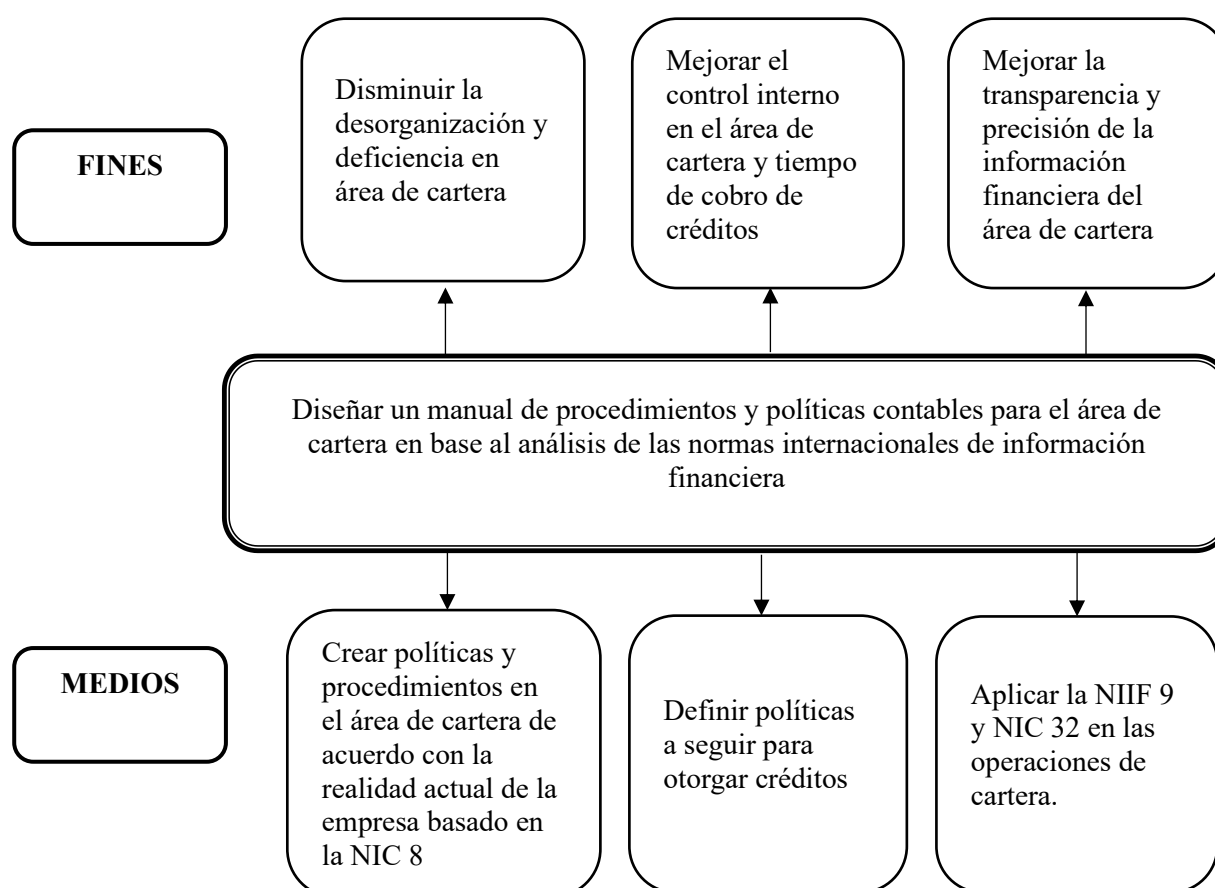 FINES
Disminuir la
desorganización y
deficiencia en
área de cartera
Mejorar el
control interno
en el área de
cartera y tiempo
de cobro de
créditos
Mejorar la
transparencia y
precisión de la
información
financiera del
área de cartera
Diseñar un manual de procedimientos y políticas contables para el área de
cartera en base al análisis de las normas internacionales de información
financiera
MEDIOS
Crear políticas y
procedimientos en
el área de cartera de
acuerdo con la
realidad actual de la
empresa basado en
la NIC 8
Definir políticas
a seguir para
otorgar créditos
Aplicar la NIIF 9
y NIC 32 en las
operaciones de
cartera.